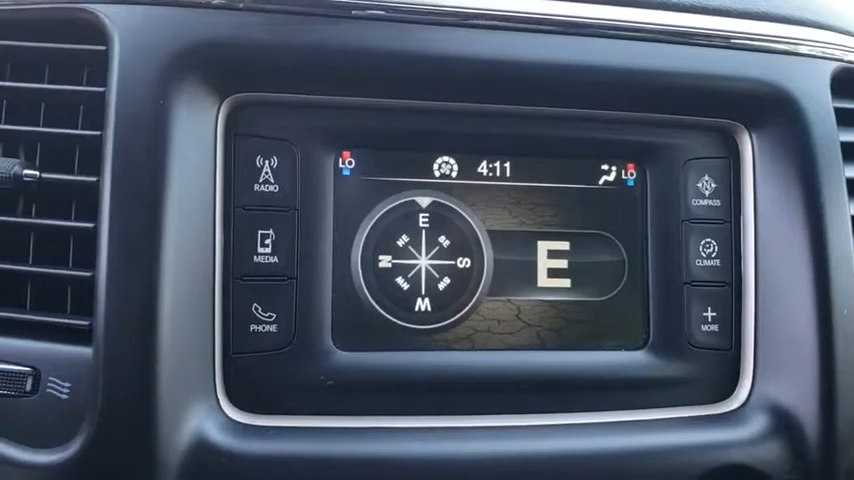 RADIO
MEDIA
PHONE
LO
4:11
LO
E
NE
SE
N
S
NW
SW
W
E
N
COMPASS
CLIMATE
MORE